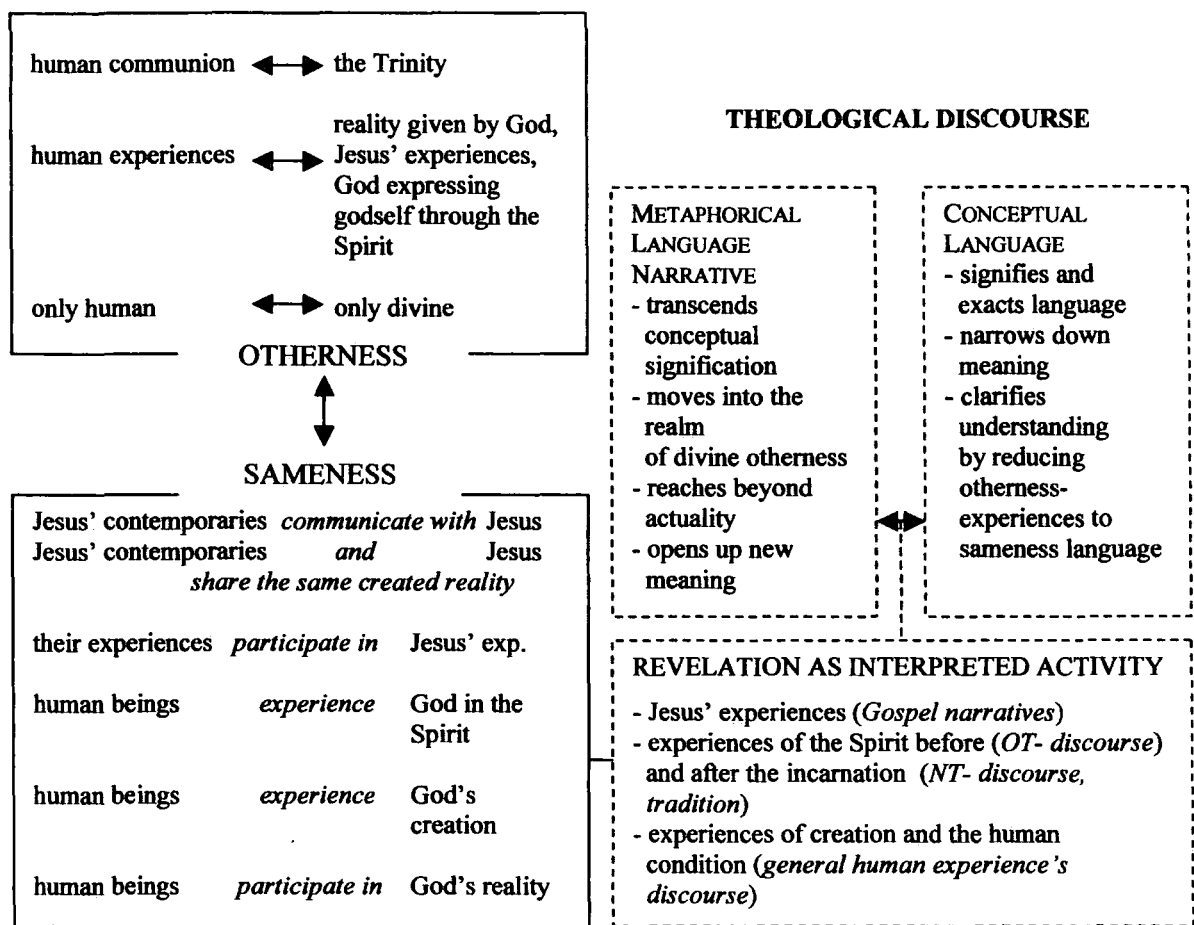 human communion ◄─► the Trinity
human experiences ◄─► reality given by God,
Jesus' experiences,
God expressing
godself through the
Spirit
only human ◄─► only divine
OTHERNESS
SAMENESS
Jesus' contemporaries communicate with Jesus
Jesus' contemporaries and Jesus
share the same created reality
their experiences participate in Jesus' exp.
human beings experience God in the
Spirit
human beings experience God's
creation
human beings participate in God's reality
THEOLOGICAL DISCOURSE
METAPHORICAL
LANGUAGE
NARRATIVE
- transcends
conceptual
signification
- moves into the
realm
of divine otherness
- reaches beyond
actuality
- opens up new
meaning
CONCEPTUAL
LANGUAGE
- signifies and
exacts language
- narrows down
meaning
- clarifies
understanding
by reducing
otherness-
experiences to
sameness language
REVELATION AS INTERPRETED ACTIVITY
- Jesus' experiences (Gospel narratives)
- experiences of the Spirit before (OT- discourse)
and after the incarnation (NT- discourse,
tradition)
- experiences of creation and the human
condition (general human experience's
discourse)